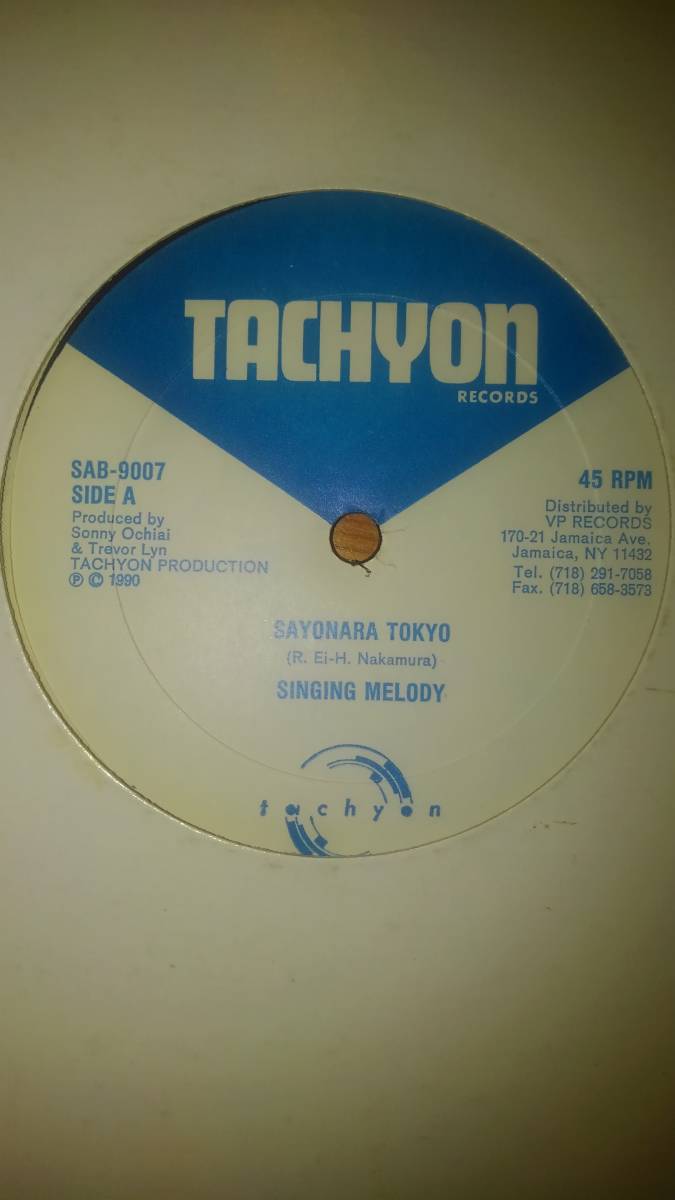 TACHYON
RECORDS
SAB-9007
SIDE A
Produced by
Sonny Ochiai
& Trevor Lyn
TACHYON PRODUCTION
℗ © 1990
45 RPM
Distributed by
VP RECORDS
170-21 Jamaica Ave.
Jamaica, NY 11432
Tel. (718) 291-7058
Fax. (718) 658-3573
SAYONARA TOKYO
(R. Ei-H. Nakamura)
SINGING MELODY
tachyon